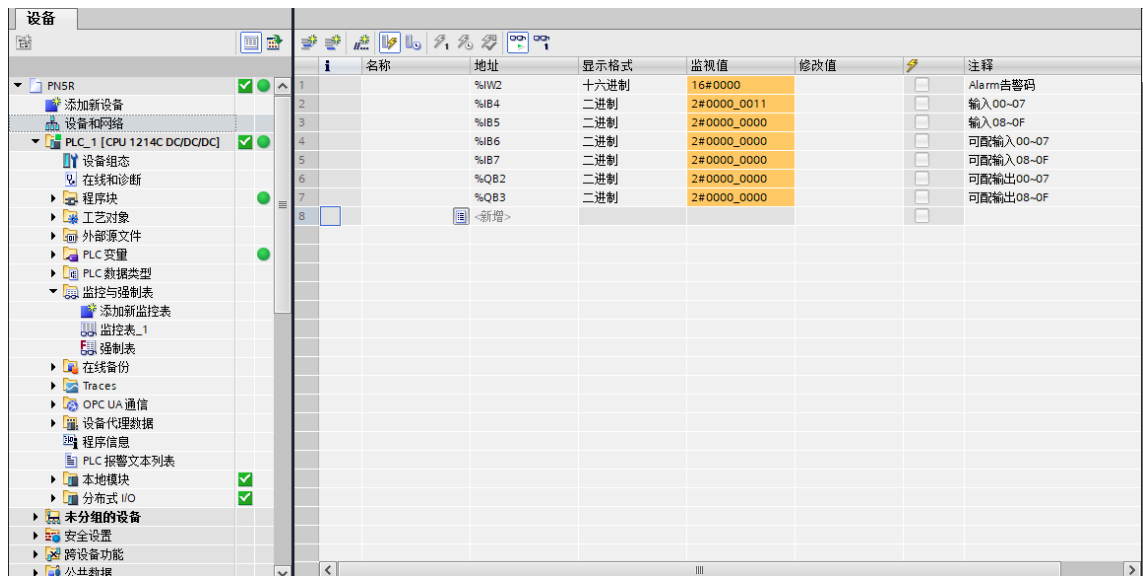 设备
i 名称 地址 显示格式 监视值 修改值 注释
PN5R
添加新设备
设备和网络
PLC_1 [CPU 1214C DC/DC/DC]
设备组态
在线和诊断
程序块
工艺对象
外部源文件
PLC 变量
PLC 数据类型
监控与强制表
添加新监控表
监控表_1
强制表
在线备份
Traces
OPC UA 通信
设备代理数据
程序信息
PLC 报警文本列表
本地模块
分布式 I/O
未分组的设备
安全设置
跨设备功能
公共数据
1 %IW2 十六进制 16#0000 Alarm告警码
2 %IB4 二进制 2#0000_0011 输入00~07
3 %IB5 二进制 2#0000_0000 输入08~0F
4 %IB6 二进制 2#0000_0000 可配输入00~07
5 %IB7 二进制 2#0000_0000 可配输入08~0F
6 %QB2 二进制 2#0000_0000 可配输出00~07
7 %QB3 二进制 2#0000_0000 可配输出08~0F
8 <新增>